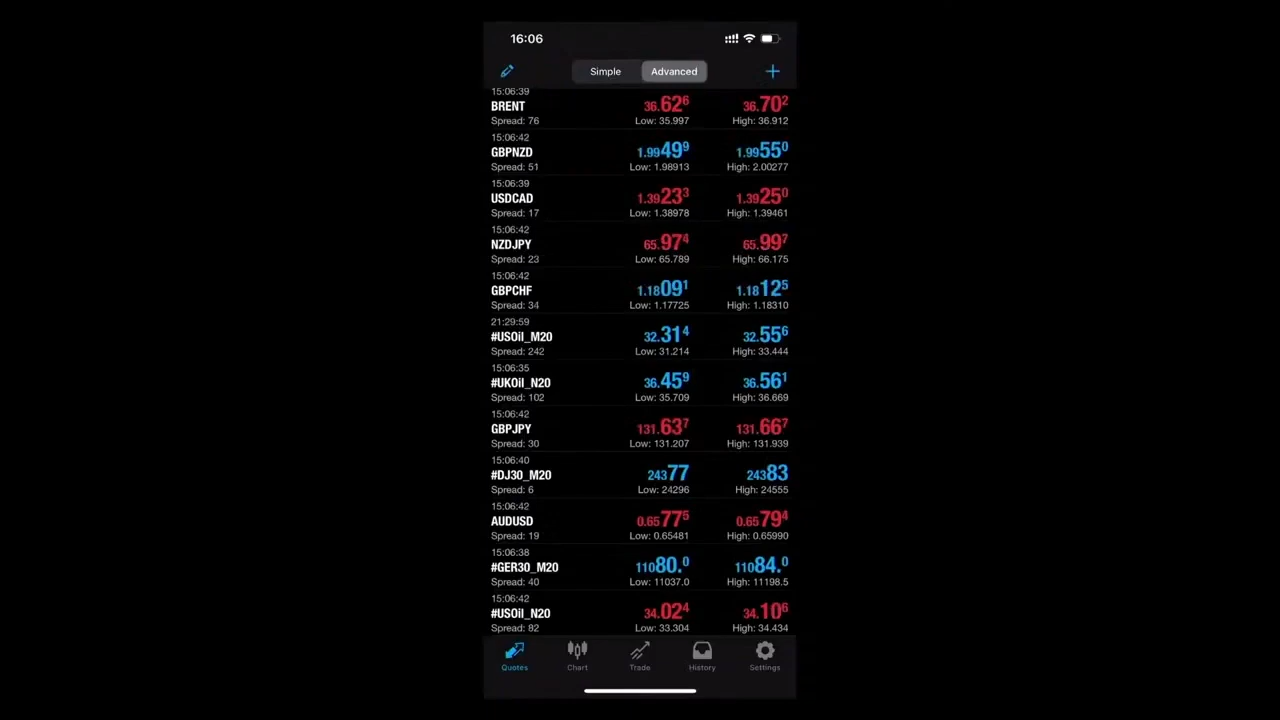 16:06
Simple Advanced
15:06:39
BRENT 36.626 36.702
Spread: 76 Low: 35.997 High: 36.912
15:06:42
GBPNZD 1.99499 1.99550
Spread: 51 Low: 1.98913 High: 2.00277
15:06:39
USDCAD 1.39233 1.39250
Spread: 17 Low: 1.38978 High: 1.39461
15:06:42
NZDJPY 65.974 65.997
Spread: 23 Low: 65.789 High: 66.175
15:06:42
GBPCHF 1.18091 1.18125
Spread: 34 Low: 1.17725 High: 1.18310
21:29:59
#USOil_M20 32.314 32.556
Spread: 242 Low: 31.214 High: 33.444
15:06:35
#UKOil_N20 36.459 36.561
Spread: 102 Low: 35.709 High: 36.669
15:06:42
GBPJPY 131.637 131.667
Spread: 30 Low: 131.207 High: 131.939
15:06:40
#DJ30_M20 24377 24383
Spread: 6 Low: 24296 High: 24555
15:06:42
AUDUSD 0.65775 0.65794
Spread: 19 Low: 0.65481 High: 0.65990
15:06:38
#GER30_M20 11080.0 11084.0
Spread: 40 Low: 11037.0 High: 11198.5
15:06:42
#USOil_N20 34.024 34.106
Spread: 82 Low: 33.304 High: 34.434
Quotes Chart Trade History Settings